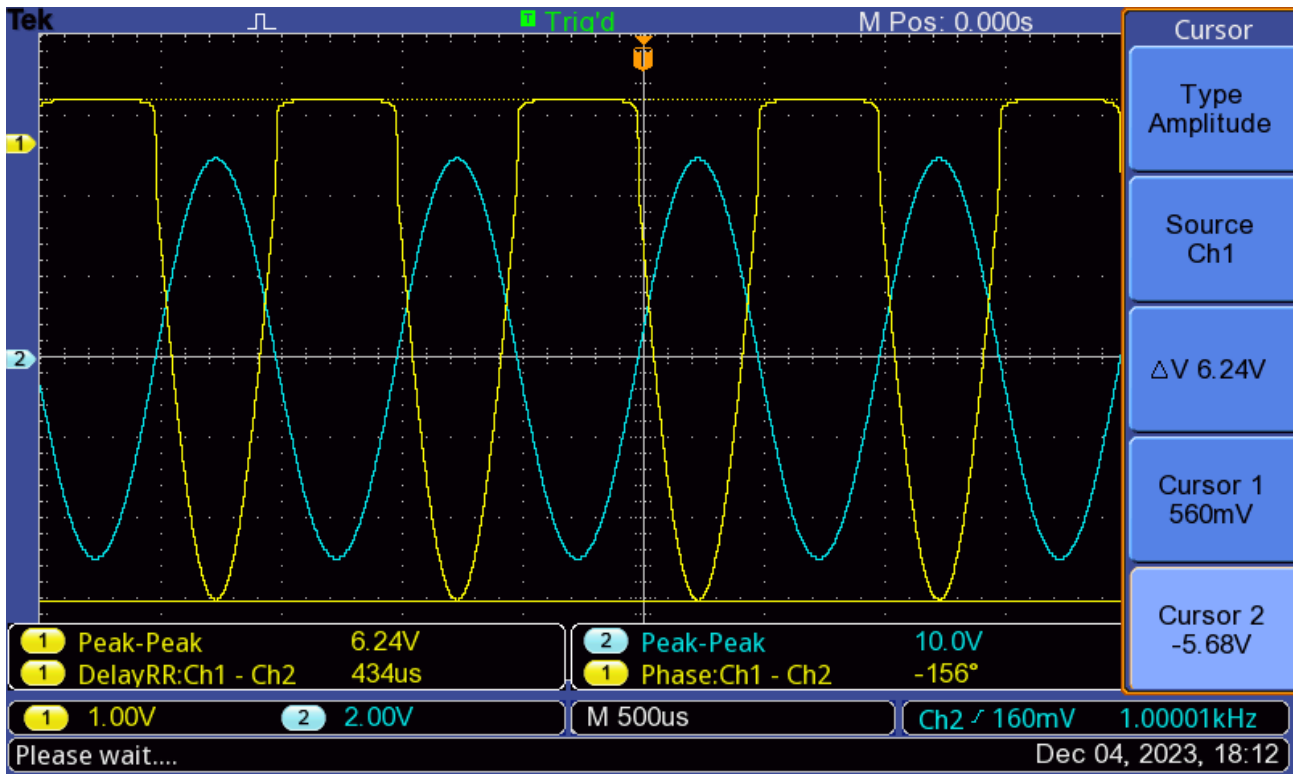 Tek T Trig'd M Pos: 0.000s
T
1
2
Cursor
Type
Amplitude
Source
Ch1
△V 6.24V
Cursor 1
560mV
Cursor 2
-5.68V
1 Peak-Peak 6.24V
1 DelayRR:Ch1 - Ch2 434us
2 Peak-Peak 10.0V
1 Phase:Ch1 - Ch2 -156°
1 1.00V 2 2.00V M 500us Ch2 160mV 1.00001kHz
Please wait.... Dec 04, 2023, 18:12